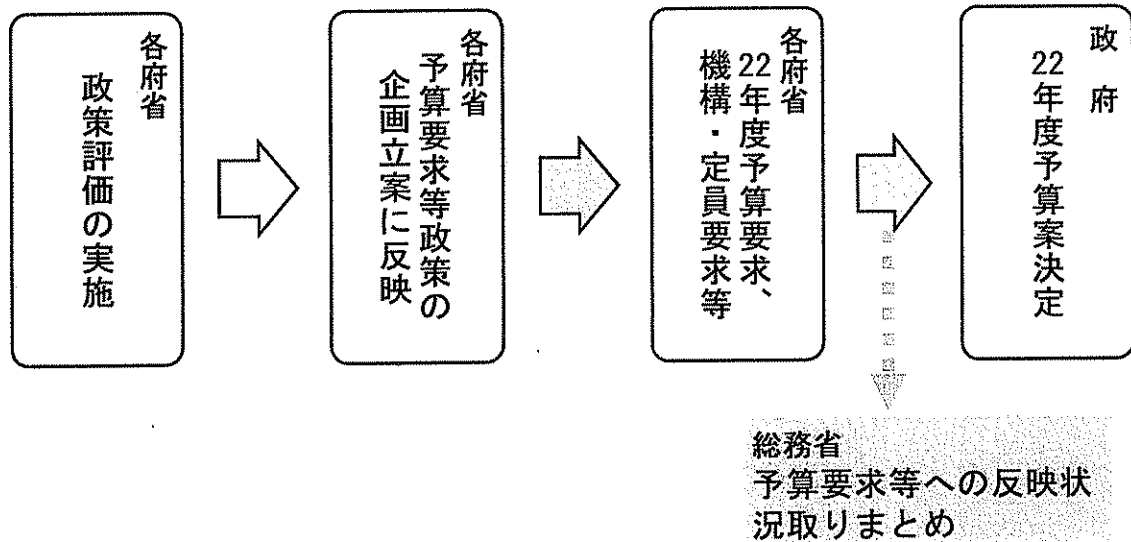 各府省
政策評価の実施
各府省
予算要求等政策の
企画立案に反映
各府省
22年度予算要求、
機構・定員要求等
政府
22年度予算案決定
総務省
予算要求等への反映状
況取りまとめ